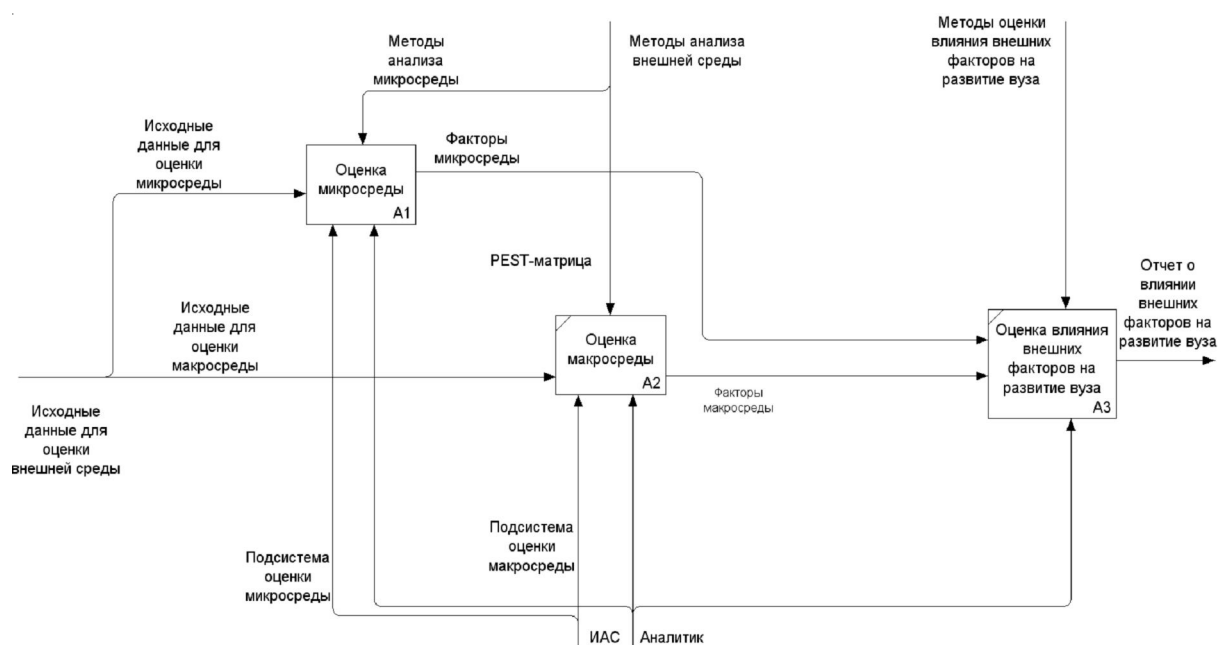 Методы
анализа
микросреды
Методы анализа
внешней среды
Методы оценки
влияния внешних
факторов на
развитие вуза
Исходные
данные для
оценки
микросреды
Оценка
микросреды
A1
Факторы
микросреды
PEST-матрица
Исходные
данные для
оценки
макросреды
Оценка
макросреды
A2
Факторы
макросреды
Оценка влияния
внешних
факторов на
развитие вуза
A3
Отчет о
влиянии
внешних
факторов на
развитие вуза
Исходные
данные для
оценки
внешней среды
Подсистема
оценки
микросреды
Подсистема
оценки
макросреды
ИАС
Аналитик